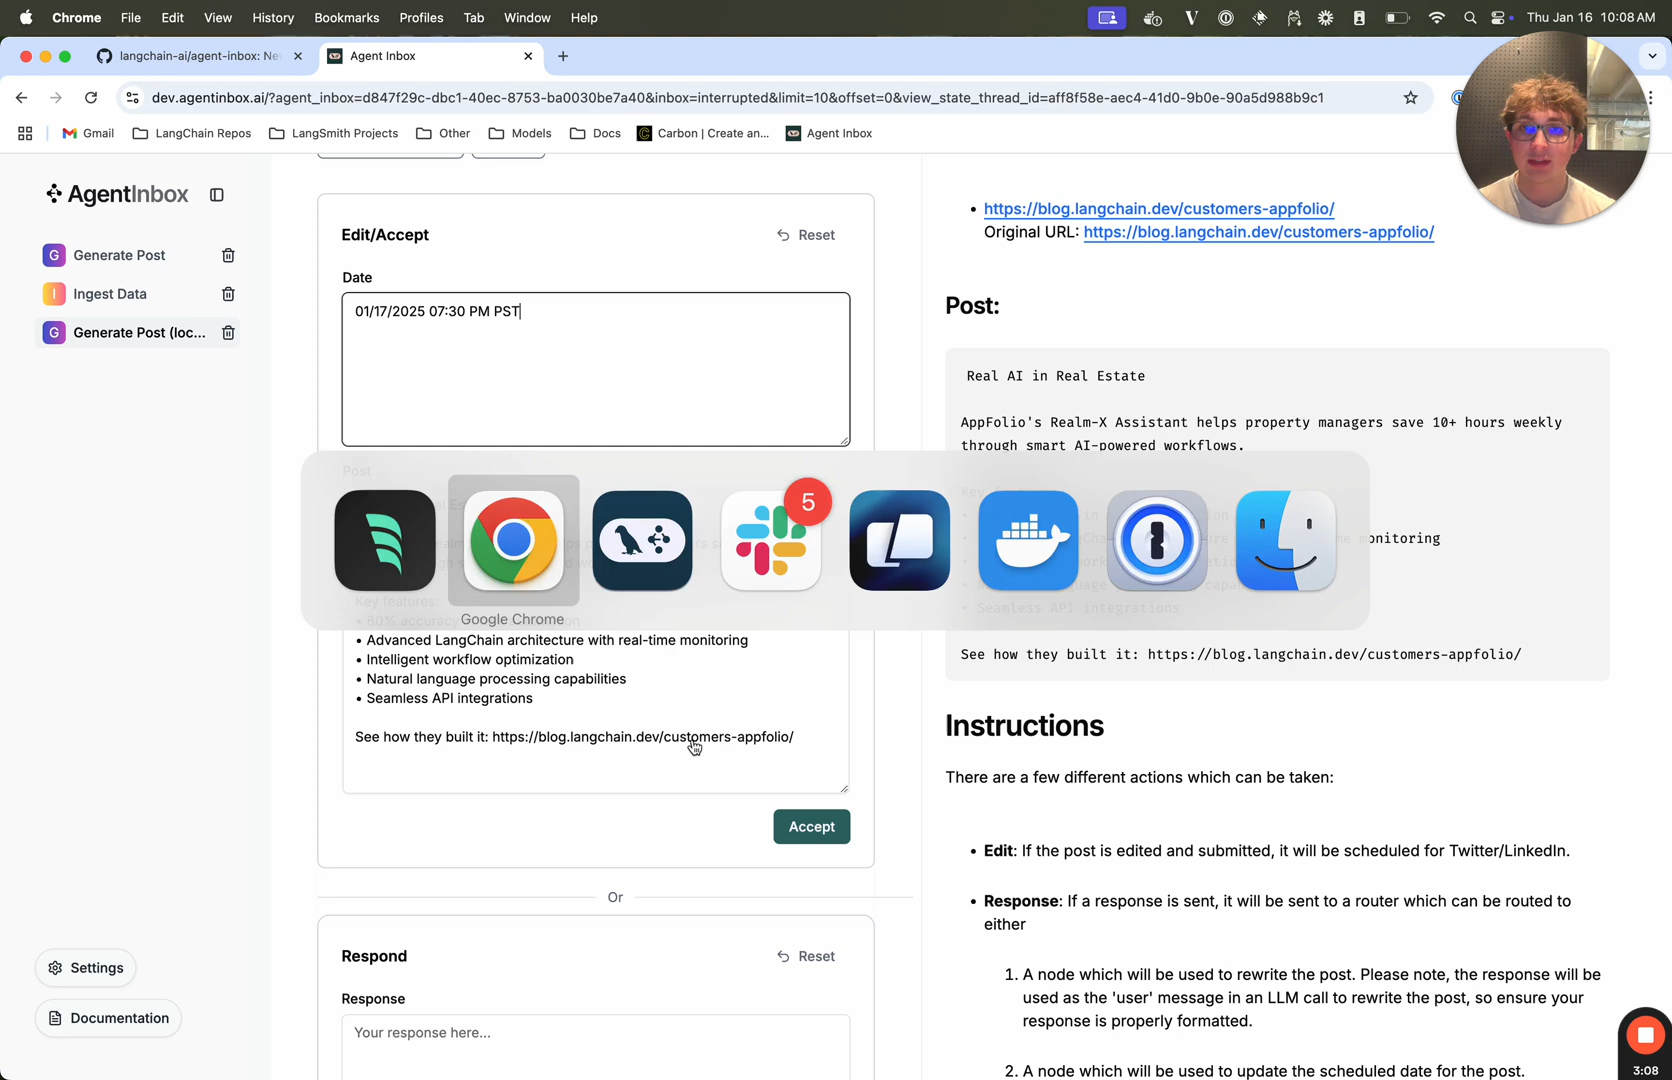 Chrome File Edit View History Bookmarks Profiles Tab Window Help
Thu Jan 16 10:08 AM
langchain-ai/agent-inbox: Ne
Agent Inbox
dev.agentinbox.ai/?agent_inbox=d847f29c-dbc1-40ec-8753-ba0030be7a40&inbox=interrupted&limit=10&offset=0&view_state_thread_id=aff8f58e-aec4-41d0-9b0e-90a5d988b9c1
Gmail LangChain Repos LangSmith Projects Other Models Docs Carbon | Create an... Agent Inbox
AgentInbox
Generate Post
Ingest Data
Generate Post (loc...
Settings
Documentation
Edit/Accept
Reset
Date
01/17/2025 07:30 PM PST
Post
5
Google Chrome
Key features:
• 80% accuracy
• Advanced LangChain architecture with real-time monitoring
• Intelligent workflow optimization
• Natural language processing capabilities
• Seamless API integrations
See how they built it: https://blog.langchain.dev/customers-appfolio/
Accept
Or
Respond
Reset
Response
Your response here...
• https://blog.langchain.dev/customers-appfolio/
Original URL: https://blog.langchain.dev/customers-appfolio/
Post:
Real AI in Real Estate
AppFolio's Realm-X Assistant helps property managers save 10+ hours weekly
through smart AI-powered workflows.
onitoring
• Seamless API integrations
See how they built it: https://blog.langchain.dev/customers-appfolio/
Instructions
There are a few different actions which can be taken:
• Edit: If the post is edited and submitted, it will be scheduled for Twitter/LinkedIn.
• Response: If a response is sent, it will be sent to a router which can be routed to
either
1. A node which will be used to rewrite the post. Please note, the response will be
used as the 'user' message in an LLM call to rewrite the post, so ensure your
response is properly formatted.
2. A node which will be used to update the scheduled date for the post.
3:08